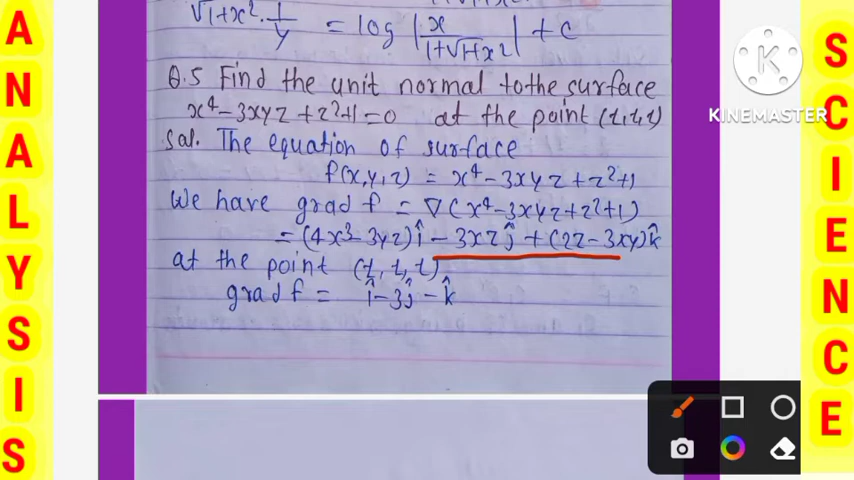 √1+x² · 1/y = log |x/1+√1+x²| + c
Q.5 Find the unit normal to the surface
x⁴-3xyz+z²+1=0 at the point (1,1,1)
Sol. The equation of surface
f(x,y,z) = x⁴-3xyz+z²+1
We have grad f = ∇(x⁴-3xyz+z²+1)
= (4x³-3yz)î - 3xzĵ + (2z-3xy)k̂
at the point (1,1,1)
grad f = î-3ĵ-k̂
ANALYSIS
SCIENCE
K
KINEMASTER